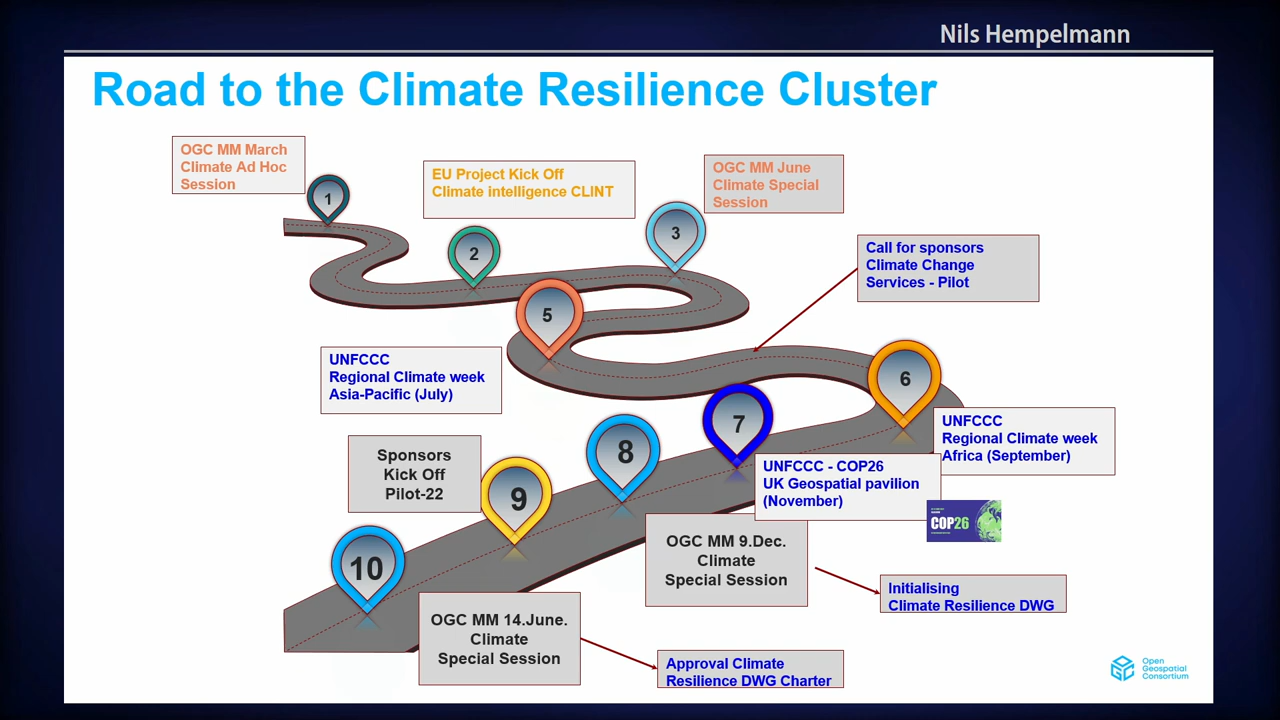 Nils Hempelmann
Road to the Climate Resilience Cluster
OGC MM March
Climate Ad Hoc
Session
1
EU Project Kick Off
Climate intelligence CLINT
2
OGC MM June
Climate Special
Session
3
Call for sponsors
Climate Change
Services - Pilot
5
UNFCCC
Regional Climate week
Asia-Pacific (July)
6
UNFCCC
Regional Climate week
Africa (September)
7
UNFCCC - COP26
UK Geospatial pavilion
(November)
COP26
8
OGC MM 9.Dec.
Climate
Special Session
Initialising
Climate Resilience DWG
9
Sponsors
Kick Off
Pilot-22
10
OGC MM 14.June.
Climate
Special Session
Approval Climate
Resilience DWG Charter
Open
Geospatial
Consortium